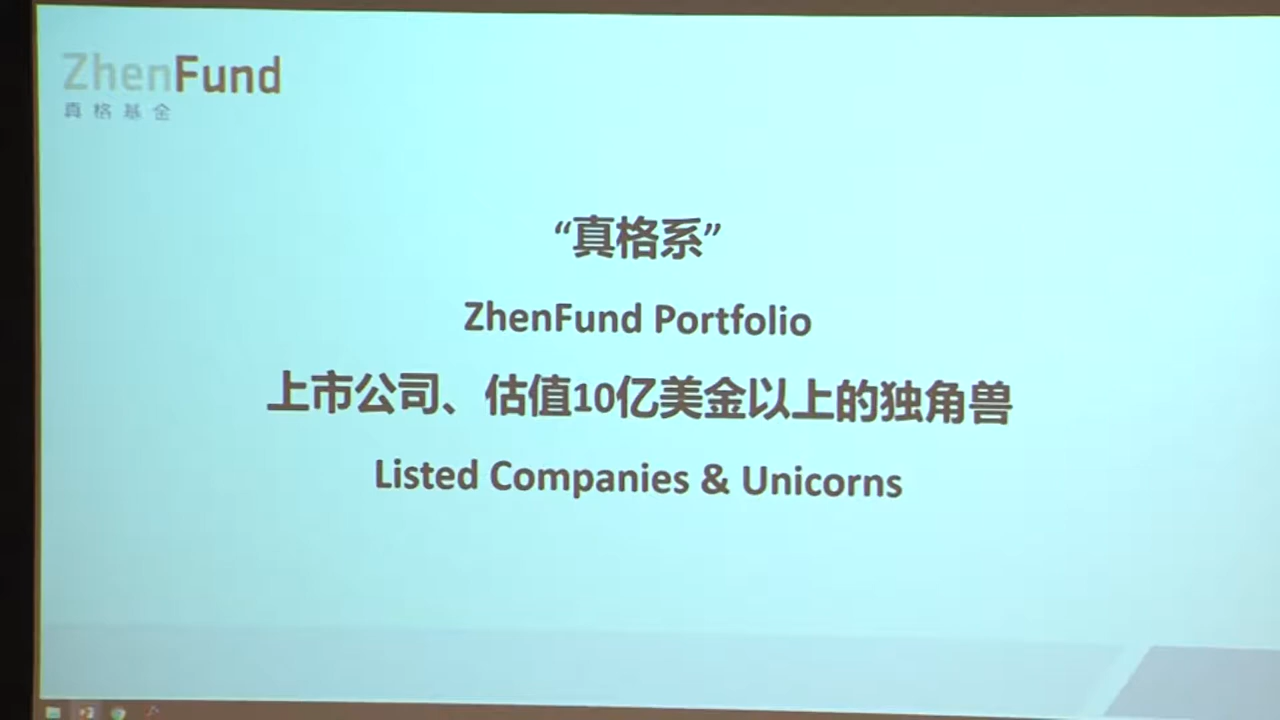 ZhenFund
真格基金
“真格系”
ZhenFund Portfolio
上市公司、估值10亿美金以上的独角兽
Listed Companies & Unicorns